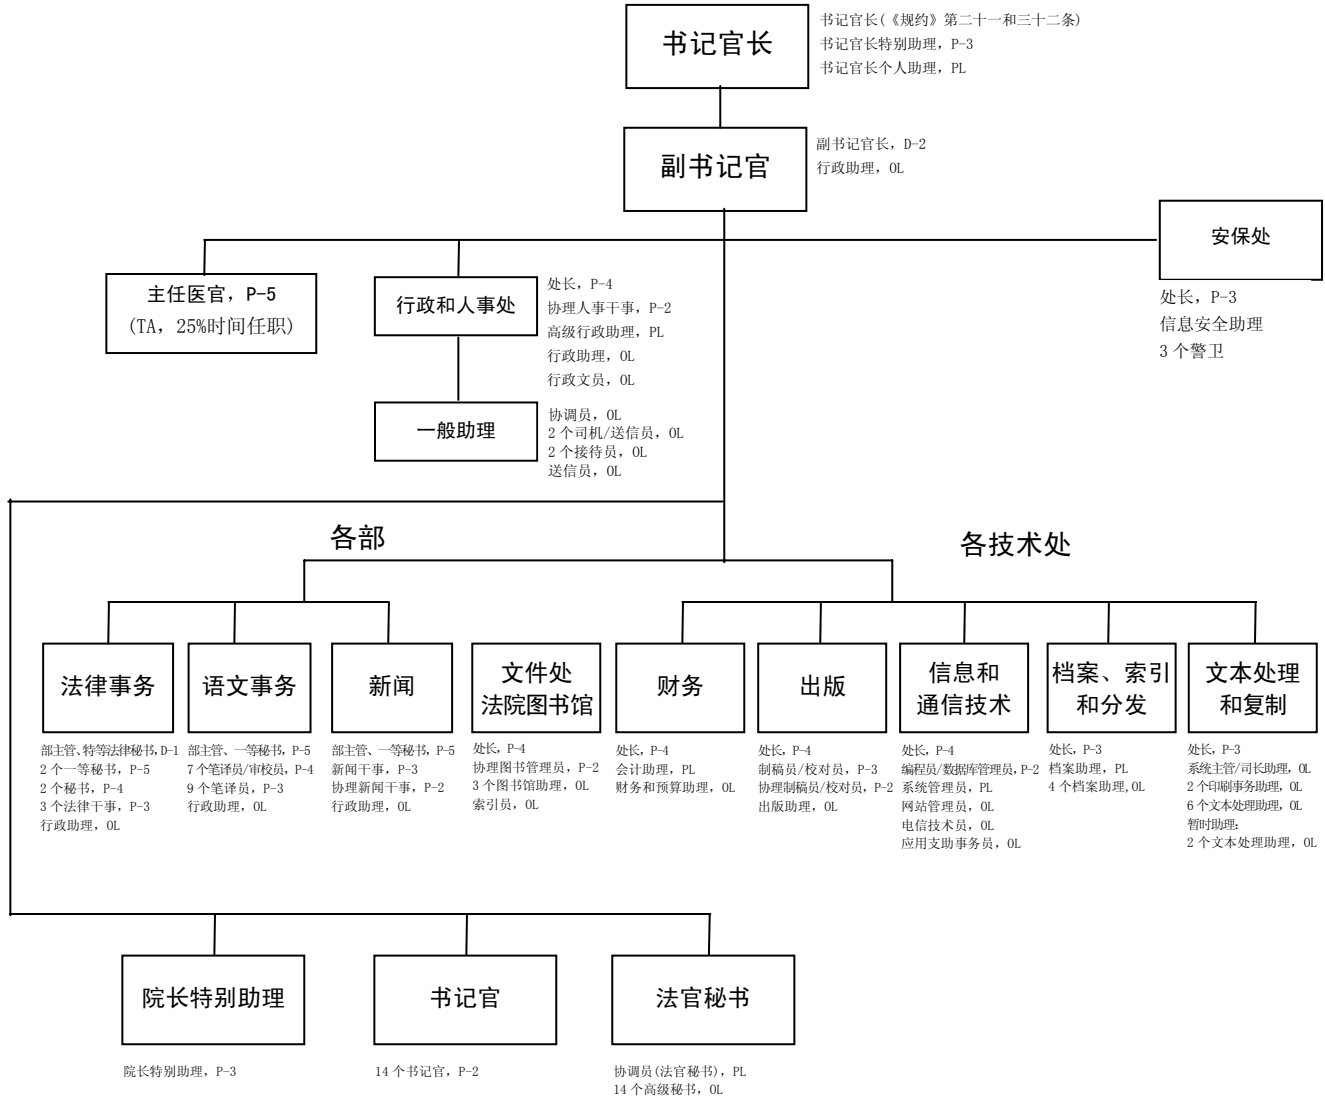 书记官长
书记官长(《规约》第二十一和三十二条)
书记官长特别助理，P-3
书记官长个人助理，PL
副书记官
副书记官长，D-2
行政助理，OL
安保处
处长，P-3
信息安全助理
3 个警卫
主任医官，P-5
(TA，25%时间任职)
行政和人事处
处长，P-4
协理人事干事，P-2
高级行政助理，PL
行政助理，OL
行政文员，OL
一般助理
协调员，OL
2 个司机/送信员，OL
2 个接待员，OL
送信员，OL
各部
各技术处
法律事务
部主管、特等法律秘书，D-1
2 个一等秘书，P-5
2 个秘书，P-4
3 个法律干事，P-3
行政助理，OL
语文事务
部主管、一等秘书，P-5
7 个笔译员/审校员，P-4
9 个笔译员，P-3
行政助理，OL
新闻
部主管、一等秘书，P-5
新闻干事，P-3
协理新闻干事，P-2
行政助理，OL
文件处
法院图书馆
处长，P-4
协理图书管理员，P-2
3 个图书馆助理，OL
索引员，OL
财务
处长，P-4
会计助理，PL
财务和预算助理，OL
出版
处长，P-4
制稿员/校对员，P-3
协理制稿员/校对员，P-2
出版助理，OL
信息和
通信技术
处长，P-4
编程员/数据库管理员，P-2
系统管理员，PL
网站管理员，OL
电信技术员，OL
应用支助事务员，OL
档案、索引
和分发
处长，P-3
档案助理，PL
4 个档案助理,OL
文本处理
和复制
处长，P-3
系统主管/司长助理，OL
2 个印刷事务助理，OL
6 个文本处理助理，OL
暂时助理：
2 个文本处理助理，OL
院长特别助理
院长特别助理，P-3
书记官
14 个书记官，P-2
法官秘书
协调员(法官秘书)，PL
14 个高级秘书，OL